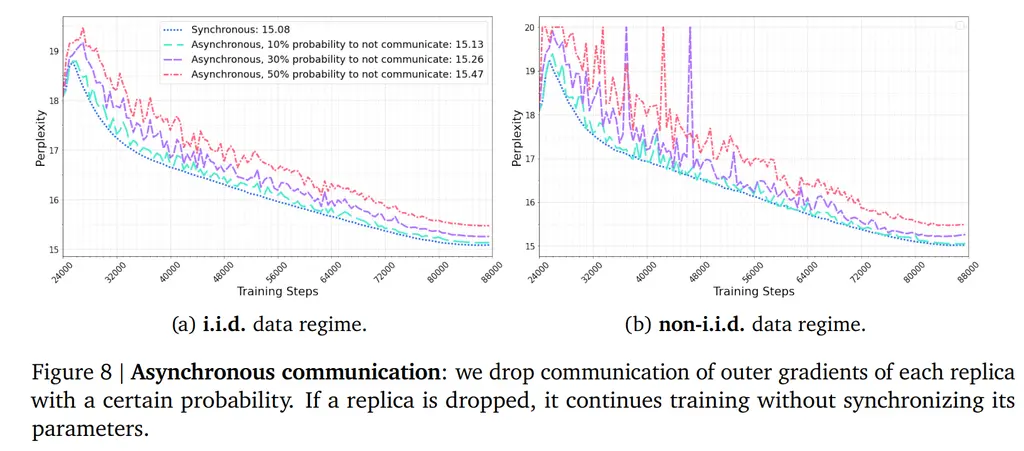 Synchronous: 15.08
Asynchronous, 10% probability to not communicate: 15.13
Asynchronous, 30% probability to not communicate: 15.26
Asynchronous, 50% probability to not communicate: 15.47
Perplexity
19
18
17
16
15
24000
32000
40000
48000
56000
64000
72000
80000
88000
Training Steps
(a) i.i.d. data regime.
Perplexity
20
19
18
17
16
15
24000
32000
40000
48000
56000
64000
72000
80000
88000
Training Steps
(b) non-i.i.d. data regime.
Figure 8 | Asynchronous communication: we drop communication of outer gradients of each replica
with a certain probability. If a replica is dropped, it continues training without synchronizing its
parameters.